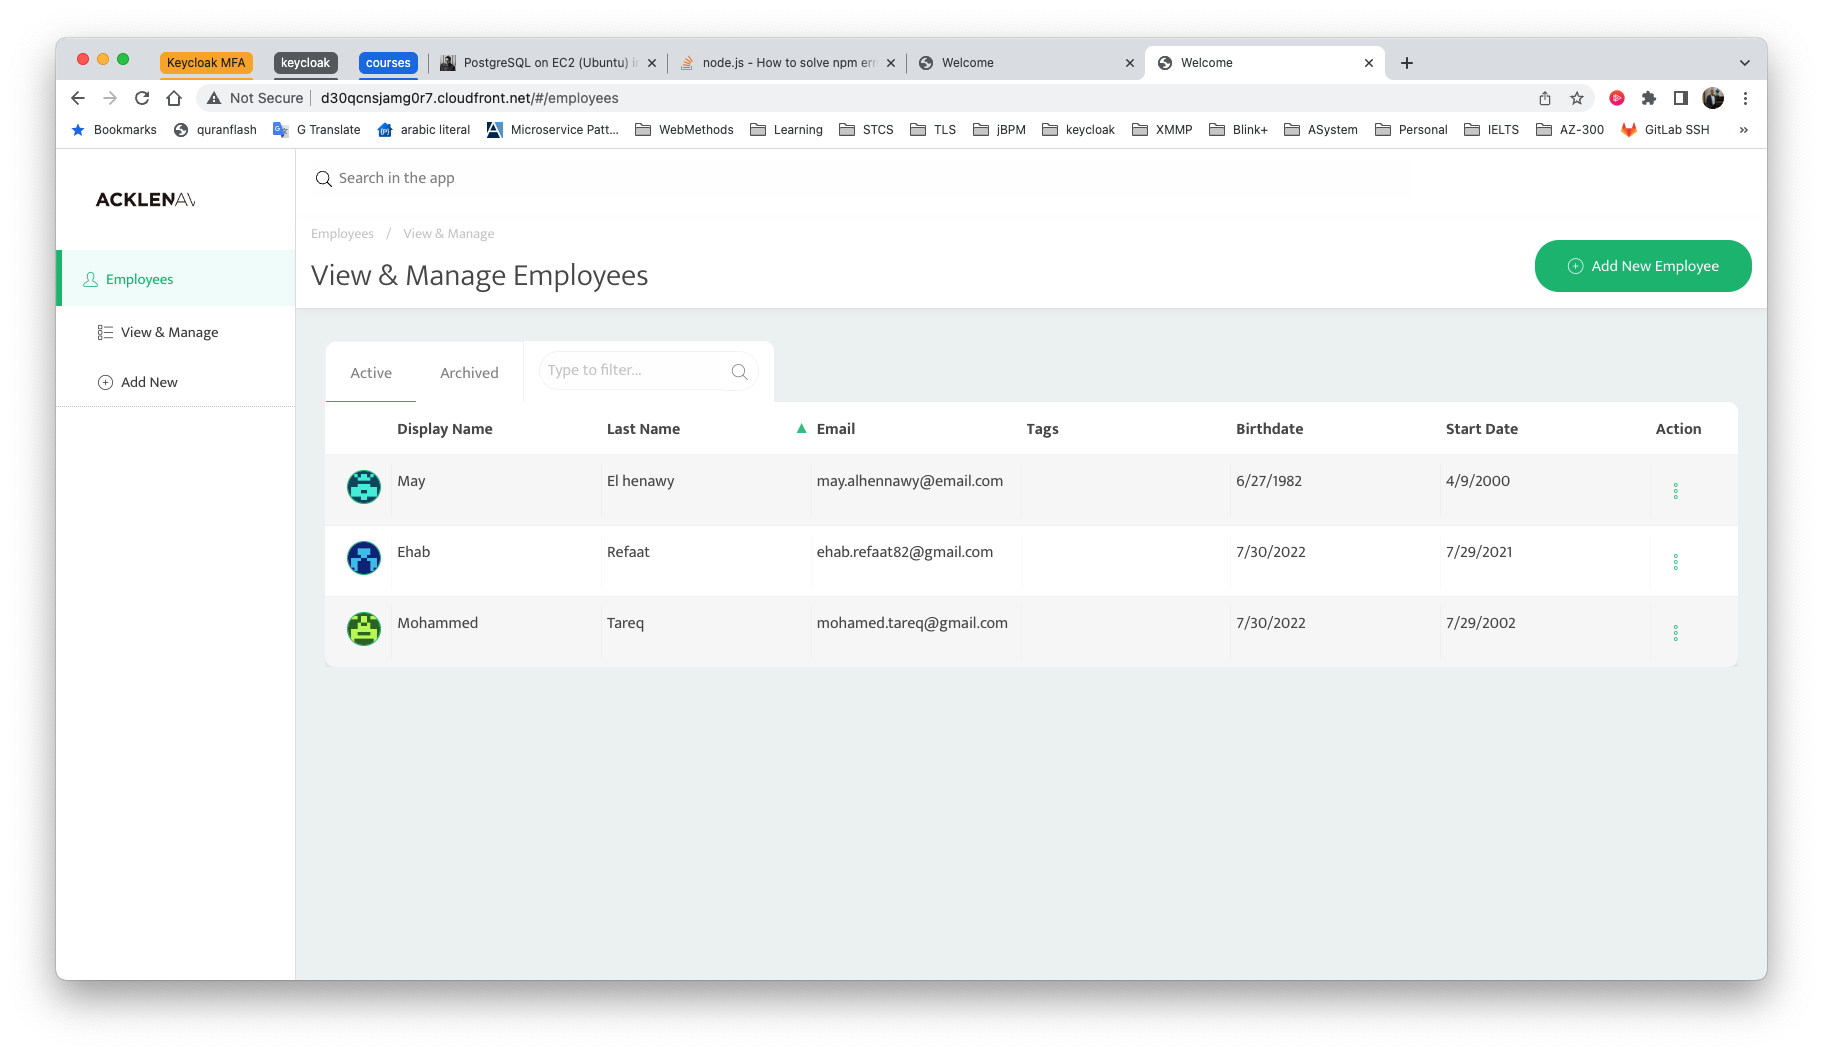 Keycloak MFA keycloak courses PostgreSQL on EC2 (Ubuntu) in node.js - How to solve npm err Welcome Welcome
Not Secure d30qcnsjamg0r7.cloudfront.net/#/employees
Bookmarks quranflash G Translate arabic literal Microservice Patt... WebMethods Learning STCS TLS jBPM keycloak XMMP Blink+ ASystem Personal IELTS AZ-300 GitLab SSH »
ACKLENAV
Search in the app
Employees / View & Manage
View & Manage Employees
Add New Employee
Employees
View & Manage
Add New
Active Archived Type to filter...
Display Name Last Name Email Tags Birthdate Start Date Action
May El henawy may.alhennawy@email.com 6/27/1982 4/9/2000
Ehab Refaat ehab.refaat82@gmail.com 7/30/2022 7/29/2021
Mohammed Tareq mohamed.tareq@gmail.com 7/30/2022 7/29/2002